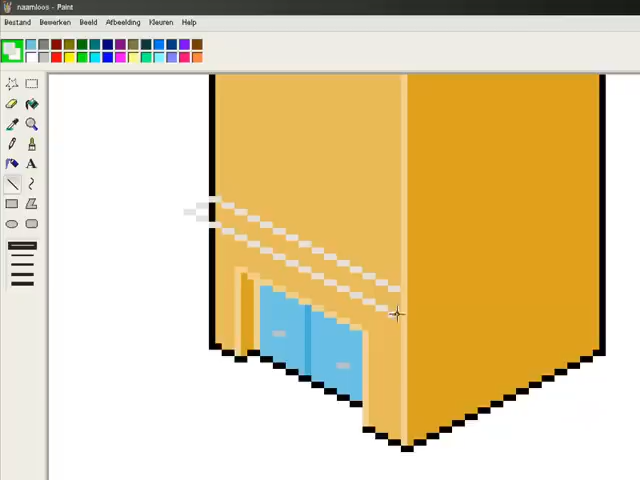 naamloos - Paint
Bestand Bewerken Beeld Afbeelding Kleuren Help
A